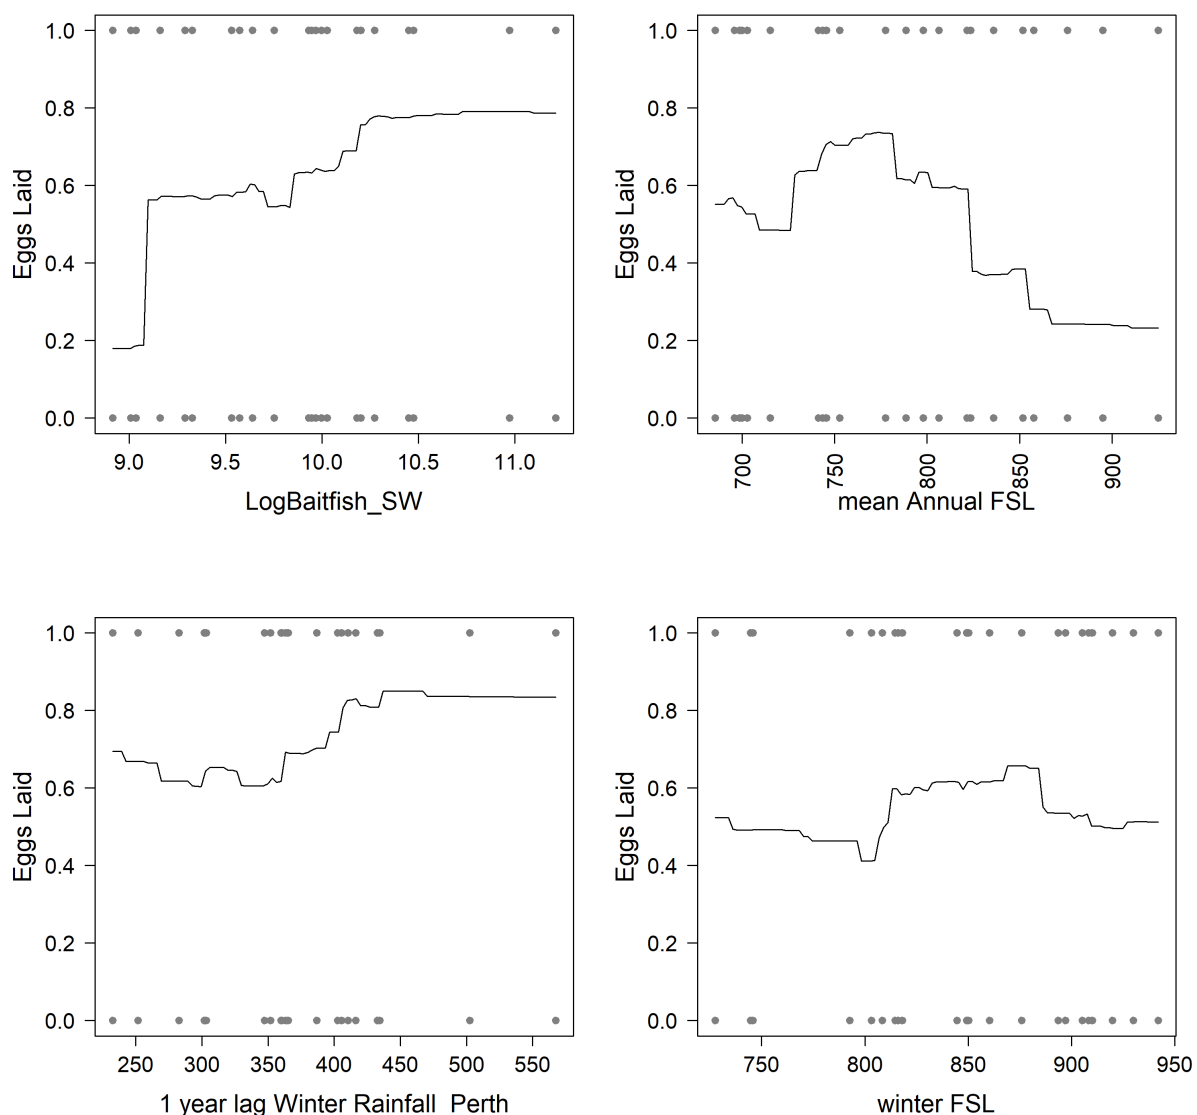 1.0
0.8
0.6
0.4
0.2
0.0
Eggs Laid
9.0 9.5 10.0 10.5 11.0
LogBaitfish_SW
1.0
0.8
0.6
0.4
0.2
0.0
Eggs Laid
700 750 800 850 900
mean Annual FSL
1.0
0.8
0.6
0.4
0.2
0.0
Eggs Laid
250 300 350 400 450 500 550
1 year lag Winter Rainfall Perth
1.0
0.8
0.6
0.4
0.2
0.0
Eggs Laid
750 800 850 900 950
winter FSL